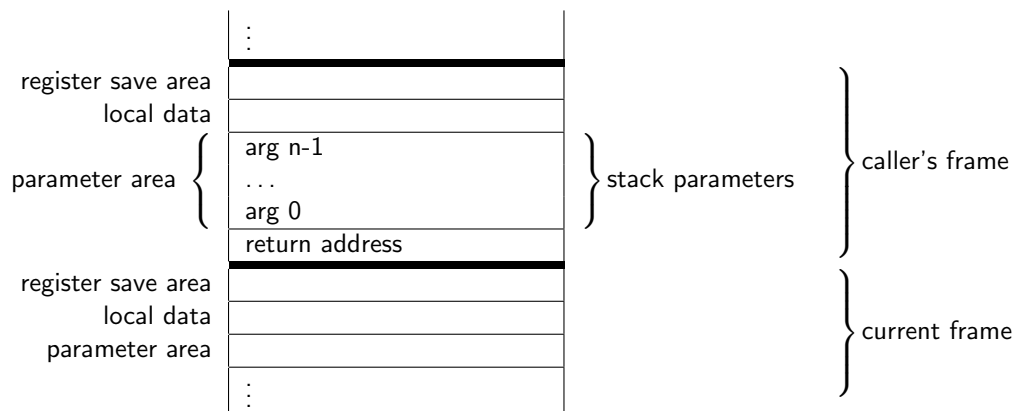 ⋮
register save area
local data
arg n-1
parameter area
. . .
stack parameters
caller's frame
arg 0
return address
register save area
local data
current frame
parameter area
⋮